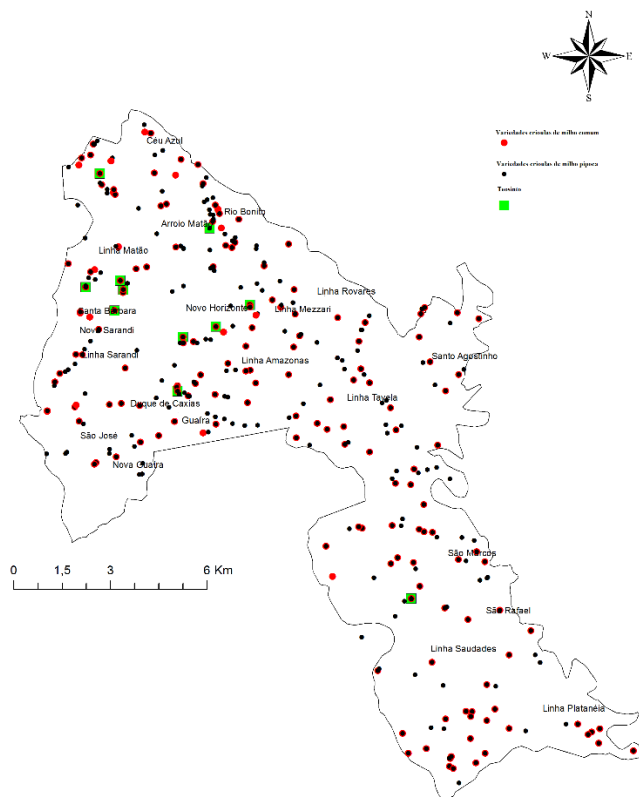 N
W E
S
Variedades crioulas de milho comum
Variedades crioulas de milho pipoca
Teosinto
Céu Azul
Rio Bonito
Arroio Matão
Linha Matão
Linha Rovares
Novo Horizonte
Linha Mezzari
Santa Bárbara
Nova Sarandi
Linha Sarandi
Linha Amazonas
Santo Agostinho
Linha Tavela
Duque de Caxias
Guaíra
São José
Nova Guaíra
São Marcos
0 1,5 3 6 Km
São Rafael
Linha Saudades
Linha Platanéia